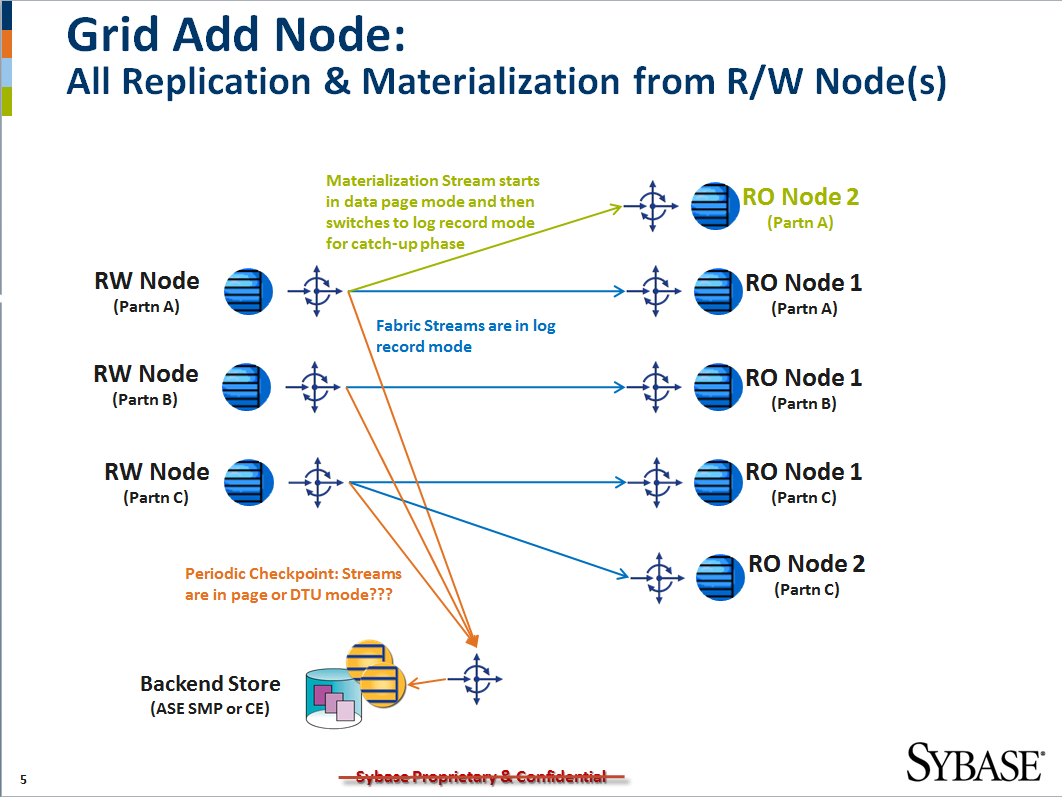 Grid Add Node:
All Replication & Materialization from R/W Node(s)
Materialization Stream starts
in data page mode and then
switches to log record mode
for catch-up phase
RO Node 2
(Partn A)
RW Node
(Partn A)
RO Node 1
(Partn A)
Fabric Streams are in log
record mode
RW Node
(Partn B)
RO Node 1
(Partn B)
RW Node
(Partn C)
RO Node 1
(Partn C)
RO Node 2
(Partn C)
Periodic Checkpoint: Streams
are in page or DTU mode???
Backend Store
(ASE SMP or CE)
5
Sybase Proprietary & Confidential
SYBASE®